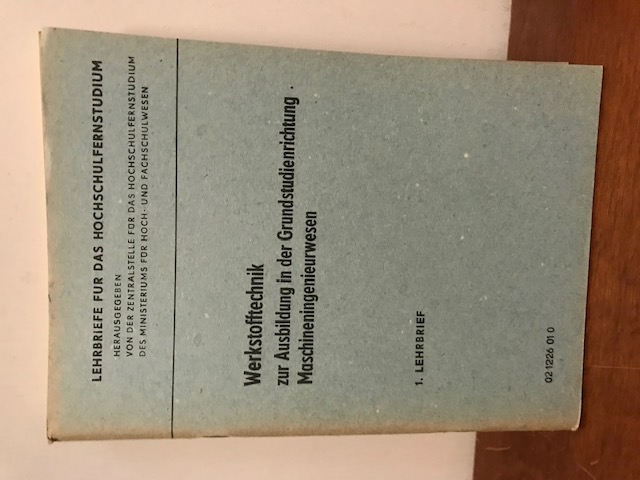 LEHRBRIEFE FÜR DAS HOCHSCHULFERNSTUDIUM
HERAUSGEGEBEN
VON DER ZENTRALSTELLE FÜR DAS HOCHSCHULFERNSTUDIUM
DES MINISTERIUMS FÜR HOCH- UND FACHSCHULWESEN
Werkstofftechnik
zur Ausbildung in der Grundstudienrichtung
Maschineningenieurwesen
1. LEHRBRIEF
02 1226 01 0